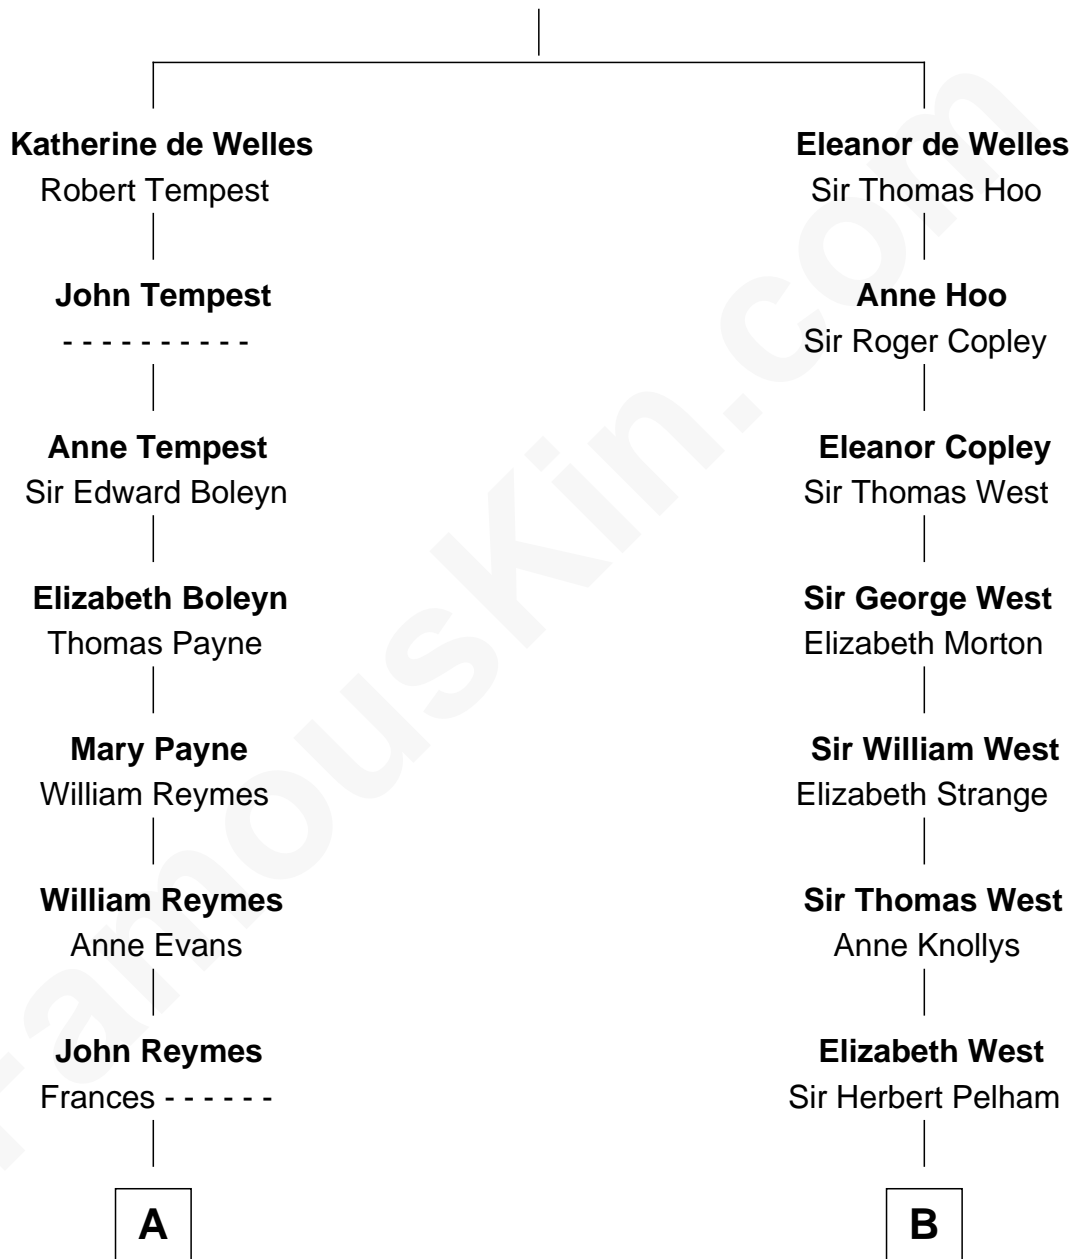 Katherine de Welles
Robert Tempest
John Tempest
- - - - - - - - - -
Anne Tempest
Sir Edward Boleyn
Elizabeth Boleyn
Thomas Payne
Mary Payne
William Reymes
William Reymes
Anne Evans
John Reymes
Frances - - - - - -
A
Eleanor de Welles
Sir Thomas Hoo
Anne Hoo
Sir Roger Copley
Eleanor Copley
Sir Thomas West
Sir George West
Elizabeth Morton
Sir William West
Elizabeth Strange
Sir Thomas West
Anne Knollys
Elizabeth West
Sir Herbert Pelham
B
FamousKin.com